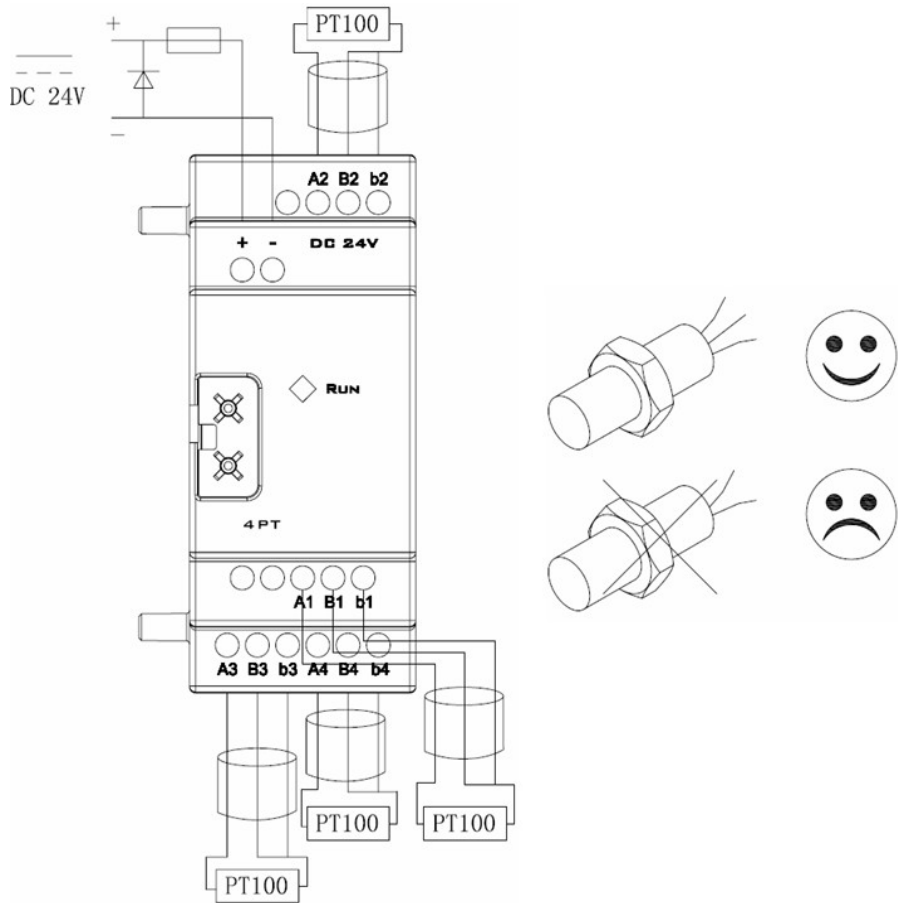 +
PT100
DC 24V
−
A2 B2 b2
+ - DC 24V
RUN
4PT
A1 B1 b1
A3 B3 b3 A4 B4 b4
PT100 PT100
PT100